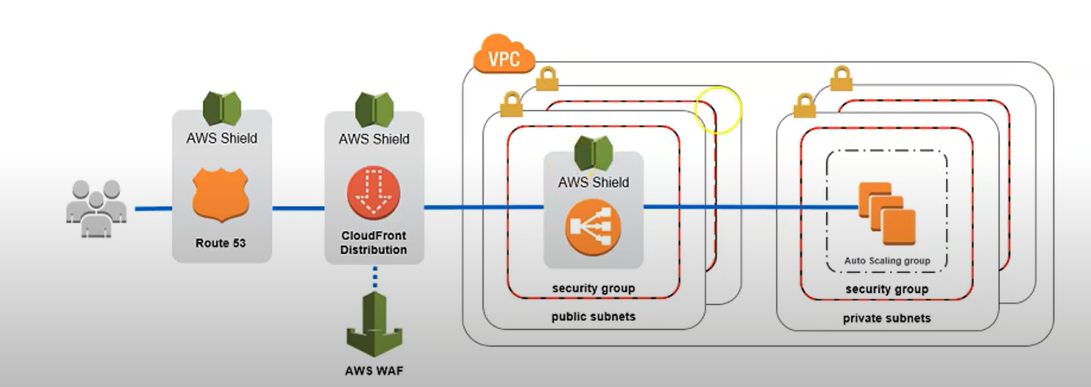 VPC
AWS Shield
Route 53
AWS Shield
CloudFront
Distribution
AWS WAF
AWS Shield
security group
public subnets
Auto Scaling group
security group
private subnets